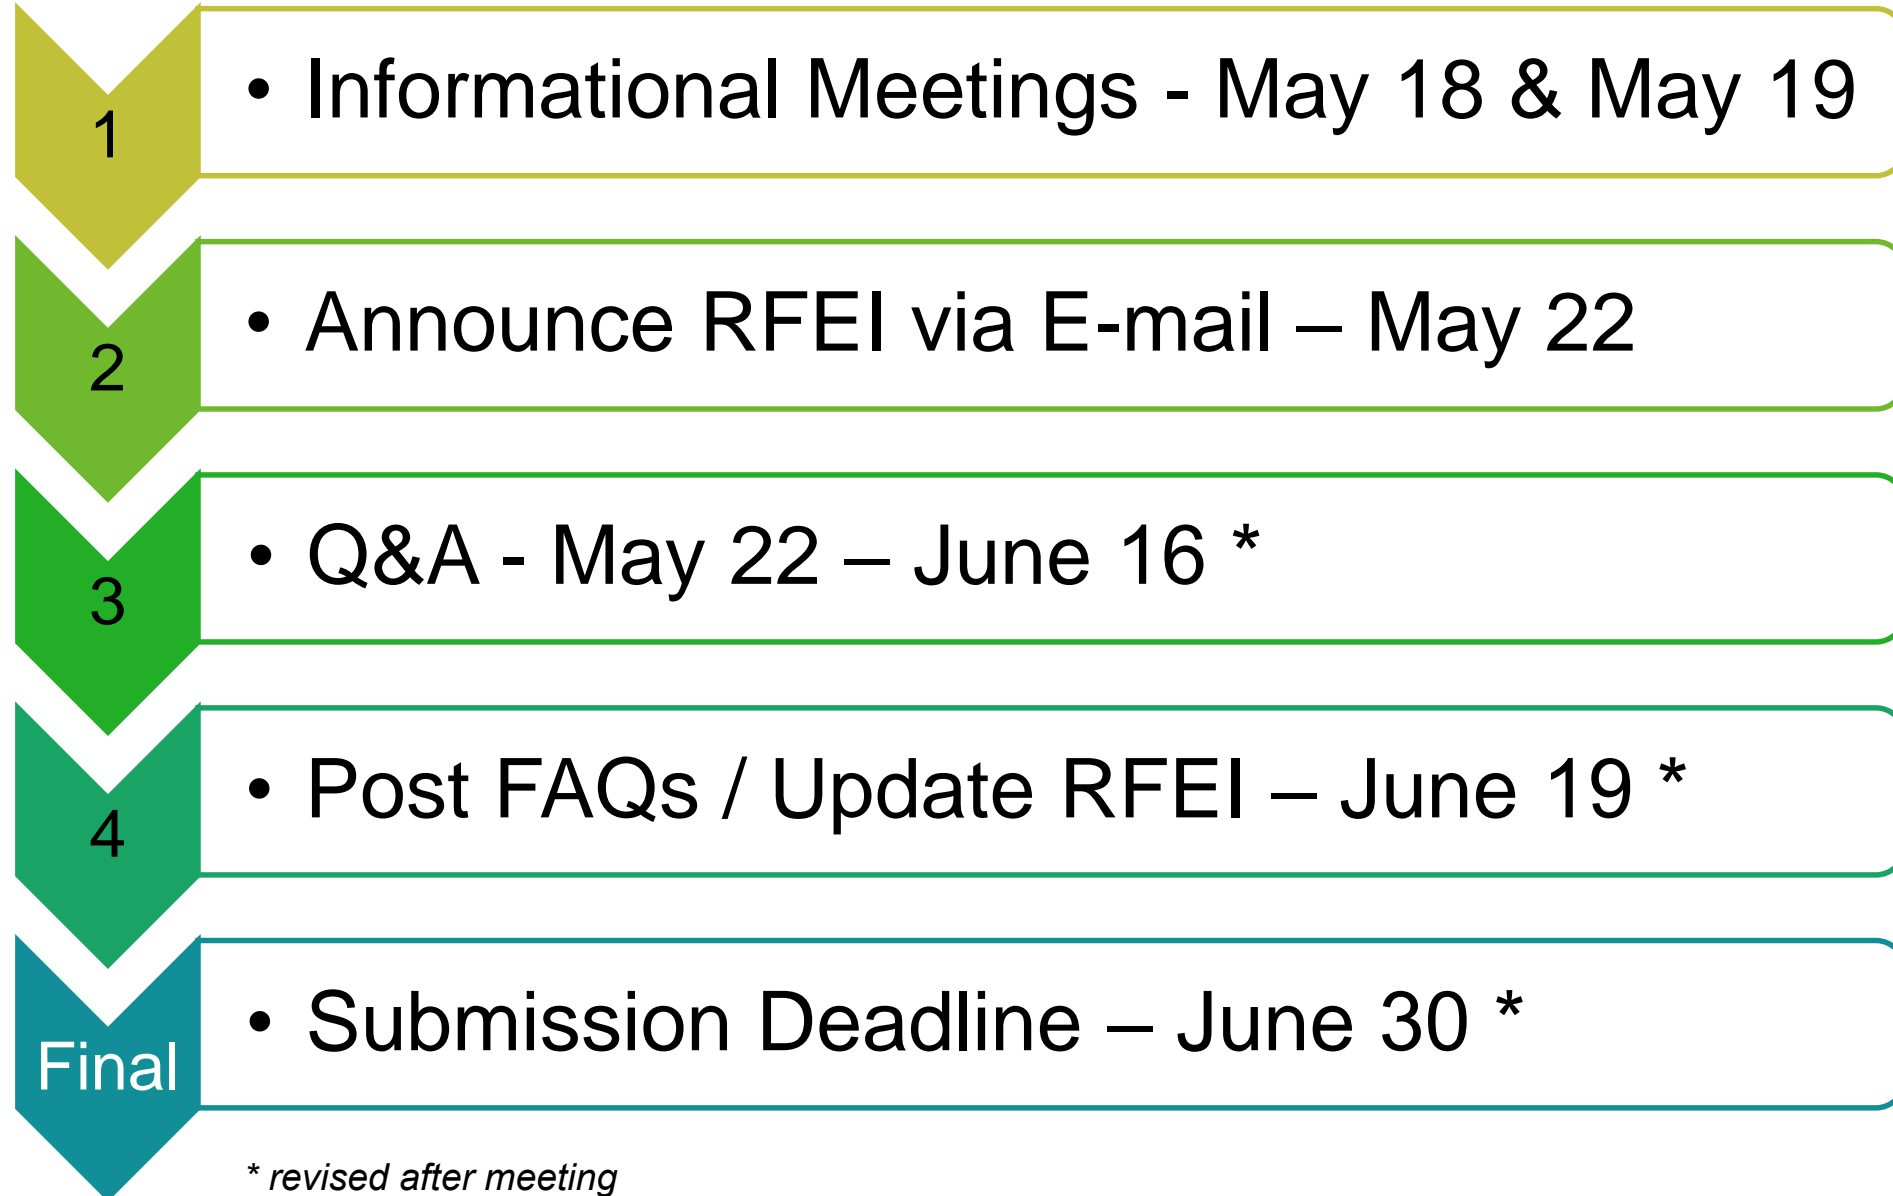 1
• Informational Meetings - May 18 & May 19
2
• Announce RFEI via E-mail – May 22
3
• Q&A - May 22 – June 16 *
4
• Post FAQs / Update RFEI – June 19 *
Final
• Submission Deadline – June 30 *
* revised after meeting